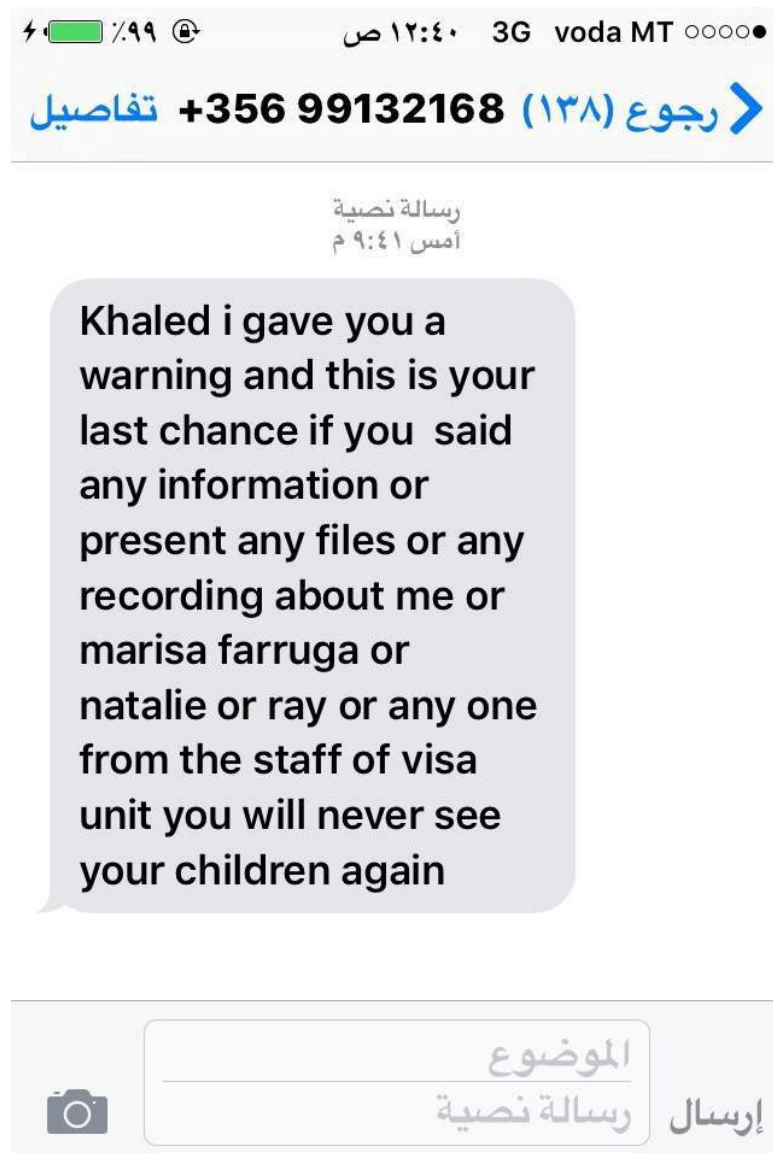 ٪٩٩ ١٢:٤٠ ص 3G voda MT
رجوع (١٣٨) +356 99132168 تفاصيل
رسالة نصية
أمس ٩:٤١ م
Khaled i gave you a
warning and this is your
last chance if you said
any information or
present any files or any
recording about me or
marisa farruga or
natalie or ray or any one
from the staff of visa
unit you will never see
your children again
الموضوع
رسالة نصية
إرسال